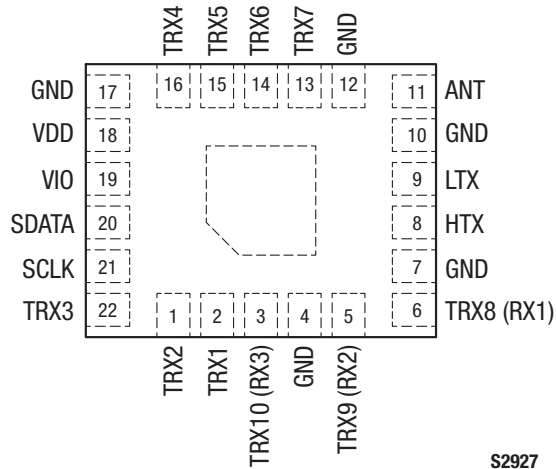 TRX4
TRX5
TRX6
TRX7
GND
16
15
14
13
12
GND 17
11 ANT
VDD 18
10 GND
VIO 19
9 LTX
SDATA 20
8 HTX
SCLK 21
7 GND
TRX3 22
6 TRX8 (RX1)
1
2
3
4
5
TRX2
TRX1
TRX10 (RX3)
GND
TRX9 (RX2)
S2927